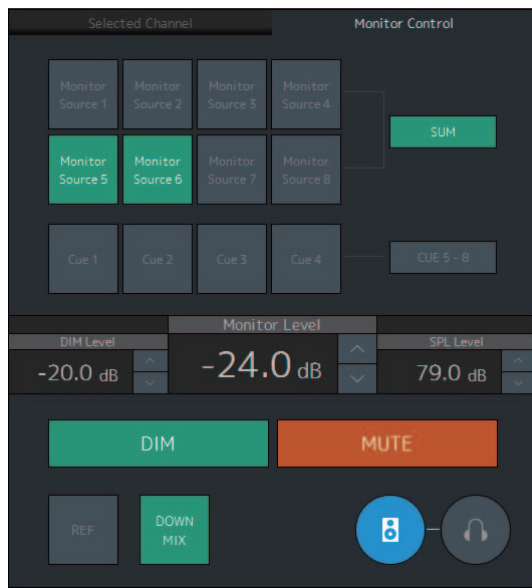 Selected Channel
Monitor Control
Monitor Source 1
Monitor Source 2
Monitor Source 3
Monitor Source 4
SUM
Monitor Source 5
Monitor Source 6
Monitor Source 7
Monitor Source 8
Cue 1
Cue 2
Cue 3
Cue 4
CUE 5 - 8
Monitor Level
DIM Level
SPL Level
-20.0 dB
-24.0 dB
79.0 dB
DIM
MUTE
REF
DOWN
MIX